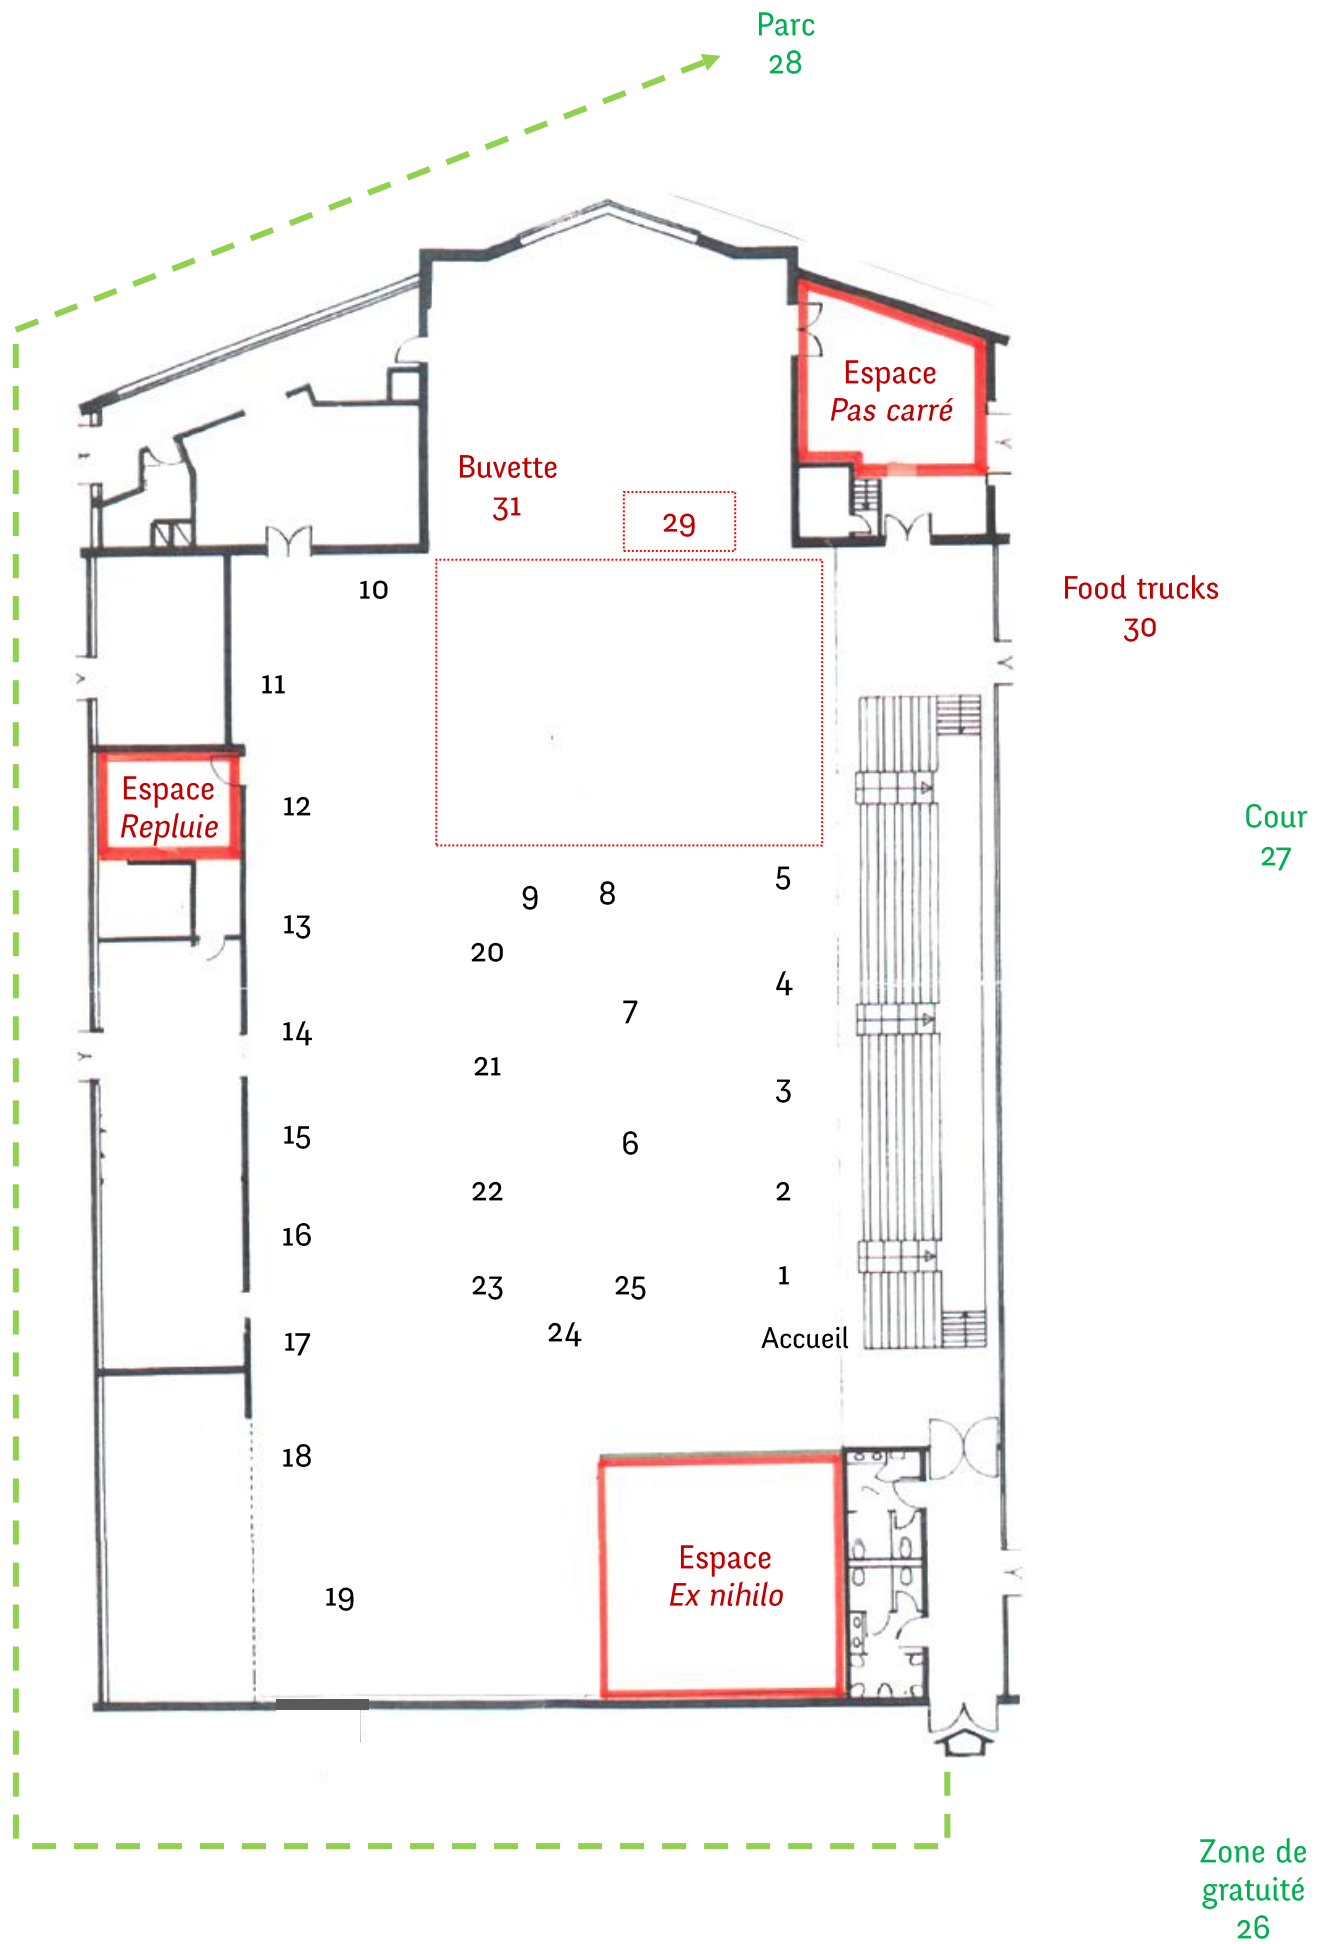 Parc
28
Espace
Pas carré
Buvette
31
29
10
Food trucks
30
11
Espace
Repluie
12
Cour
27
5
9
8
13
20
4
7
14
21
3
15
6
22
2
16
23
25
1
24
17
Accueil
18
Espace
Ex nihilo
19
Zone de
gratuité
26